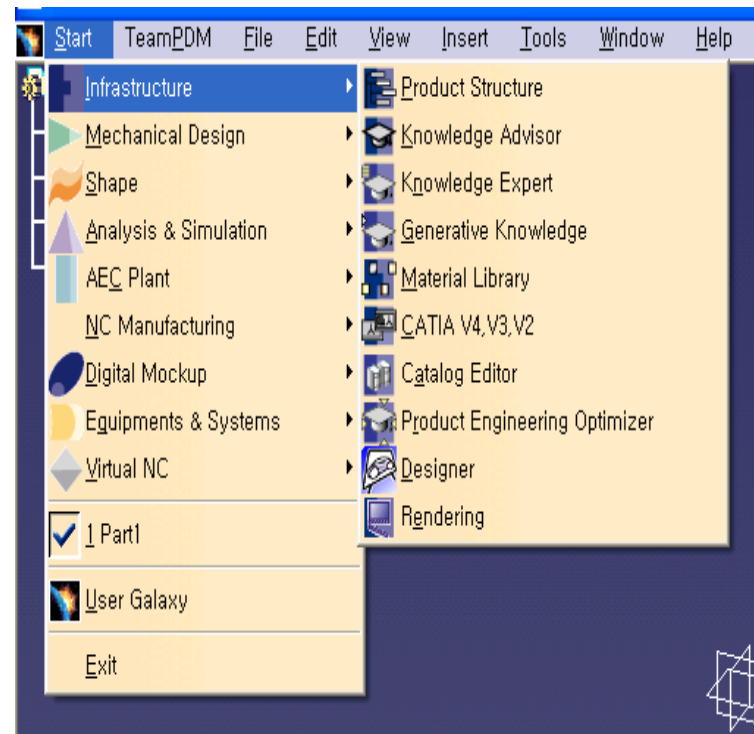 Start TeamPDM File Edit View Insert Tools Window Help
Infrastructure
Mechanical Design
Shape
Analysis & Simulation
AEC Plant
NC Manufacturing
Digital Mockup
Equipments & Systems
Virtual NC
1 Part1
User Galaxy
Exit
Product Structure
Knowledge Advisor
Knowledge Expert
Generative Knowledge
Material Library
CATIA V4,V3,V2
Catalog Editor
Product Engineering Optimizer
Designer
Rendering